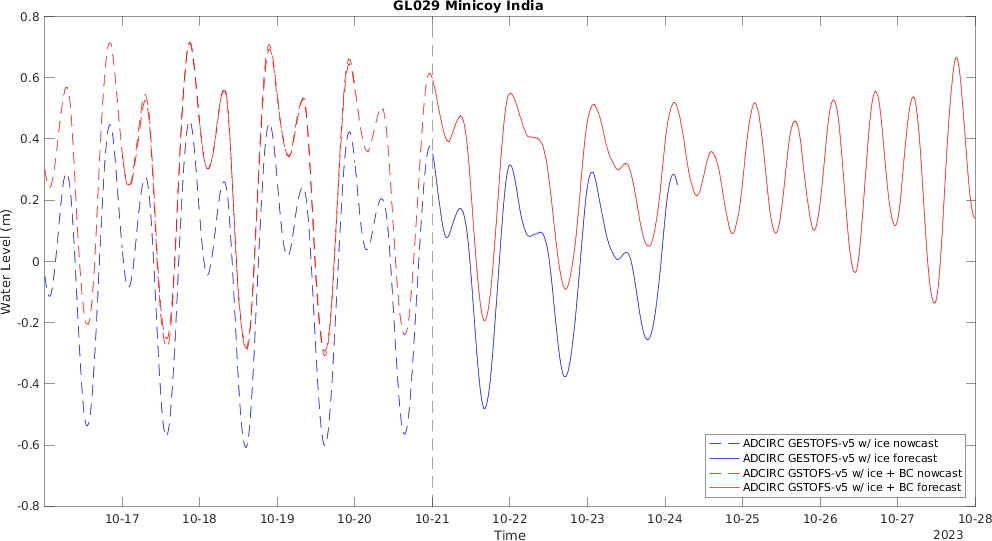 GL029 Minicoy India
0.8
0.6
0.4
0.2
0
-0.2
-0.4
-0.6
-0.8
Water Level (m)
10-17 10-18 10-19 10-20 10-21 10-22 10-23 10-24 10-25 10-26 10-27 10-28
Time
2023
ADCIRC GESTOFS-v5 w/ ice nowcast
ADCIRC GESTOFS-v5 w/ ice forecast
ADCIRC GSTOFS-v5 w/ ice + BC nowcast
ADCIRC GSTOFS-v5 w/ ice + BC forecast